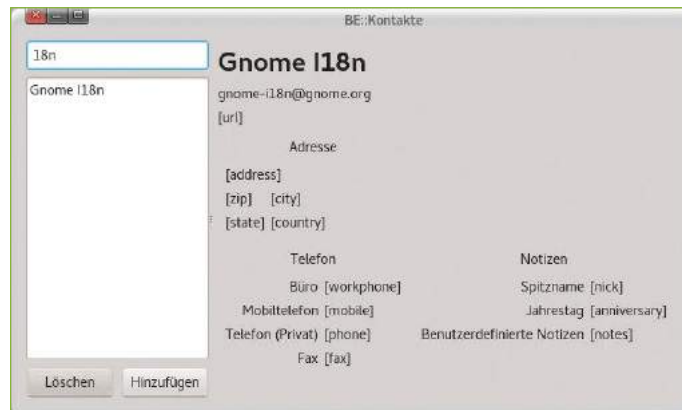 BE::Kontakte
18n
Gnome I18n
Löschen Hinzufügen
Gnome I18n
gnome-i18n@gnome.org
[url]
Adresse
[address]
[zip] [city]
[state] [country]
Telefon
Büro [workphone]
Mobiltelefon [mobile]
Telefon (Privat) [phone]
Fax [fax]
Notizen
Spitzname [nick]
Jahrestag [anniversary]
Benutzerdefinierte Notizen [notes]